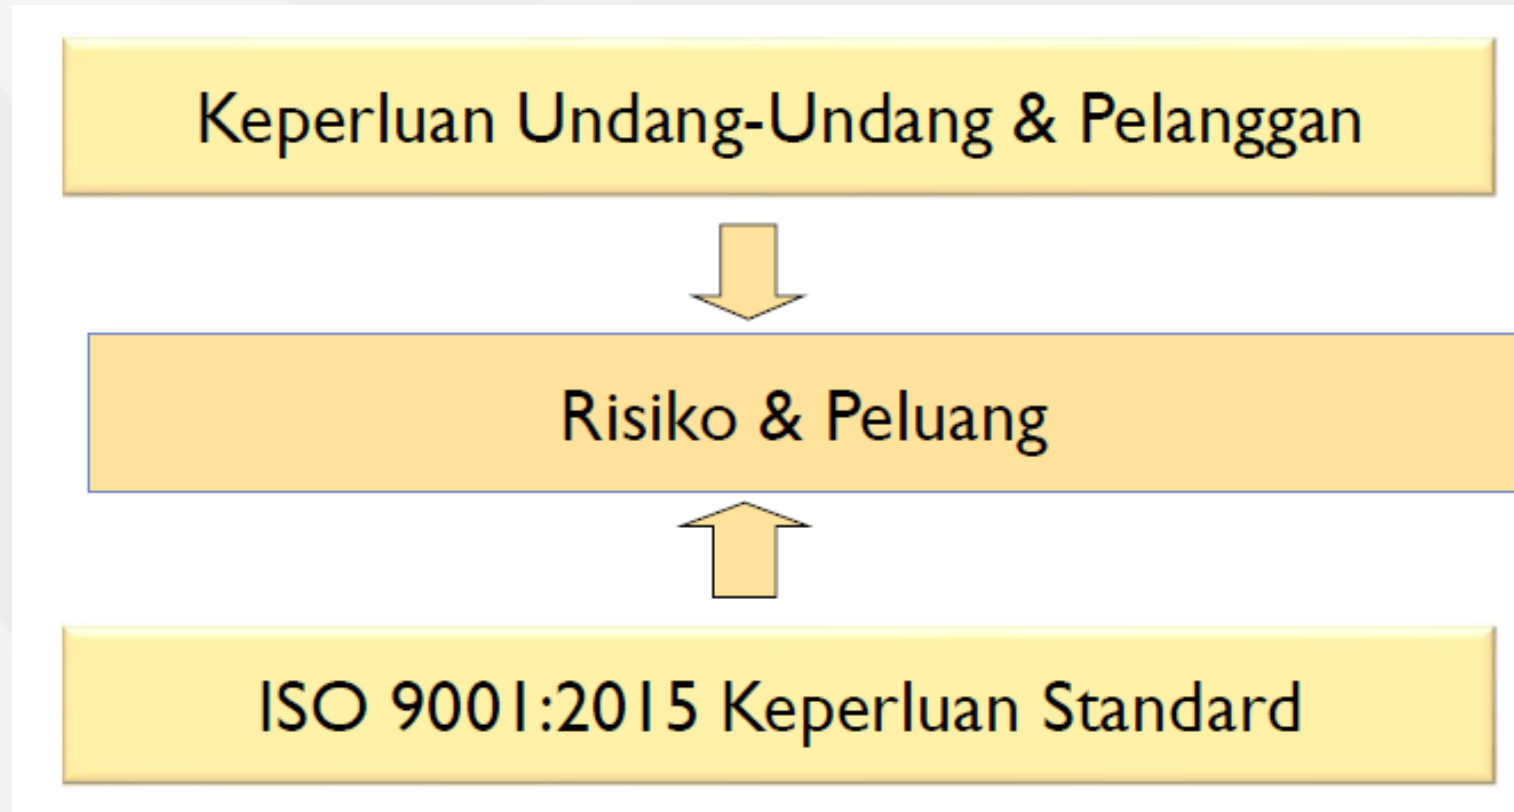 Keperluan Undang-Undang & Pelanggan
Risiko & Peluang
ISO 9001:2015 Keperluan Standard